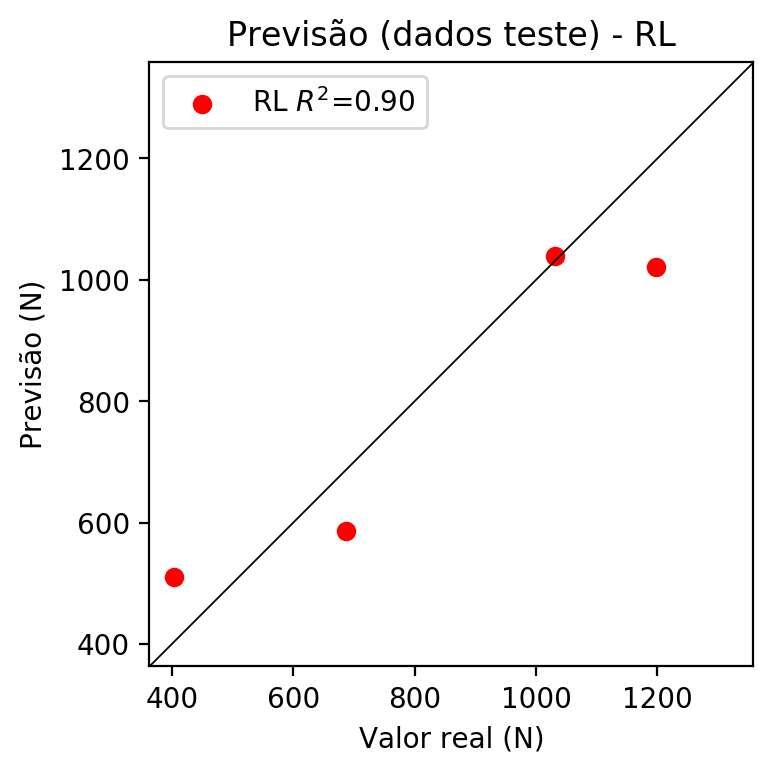 Previsão (dados teste) - RL
RL R²=0.90
1200
1000
800
600
400
Previsão (N)
400 600 800 1000 1200
Valor real (N)